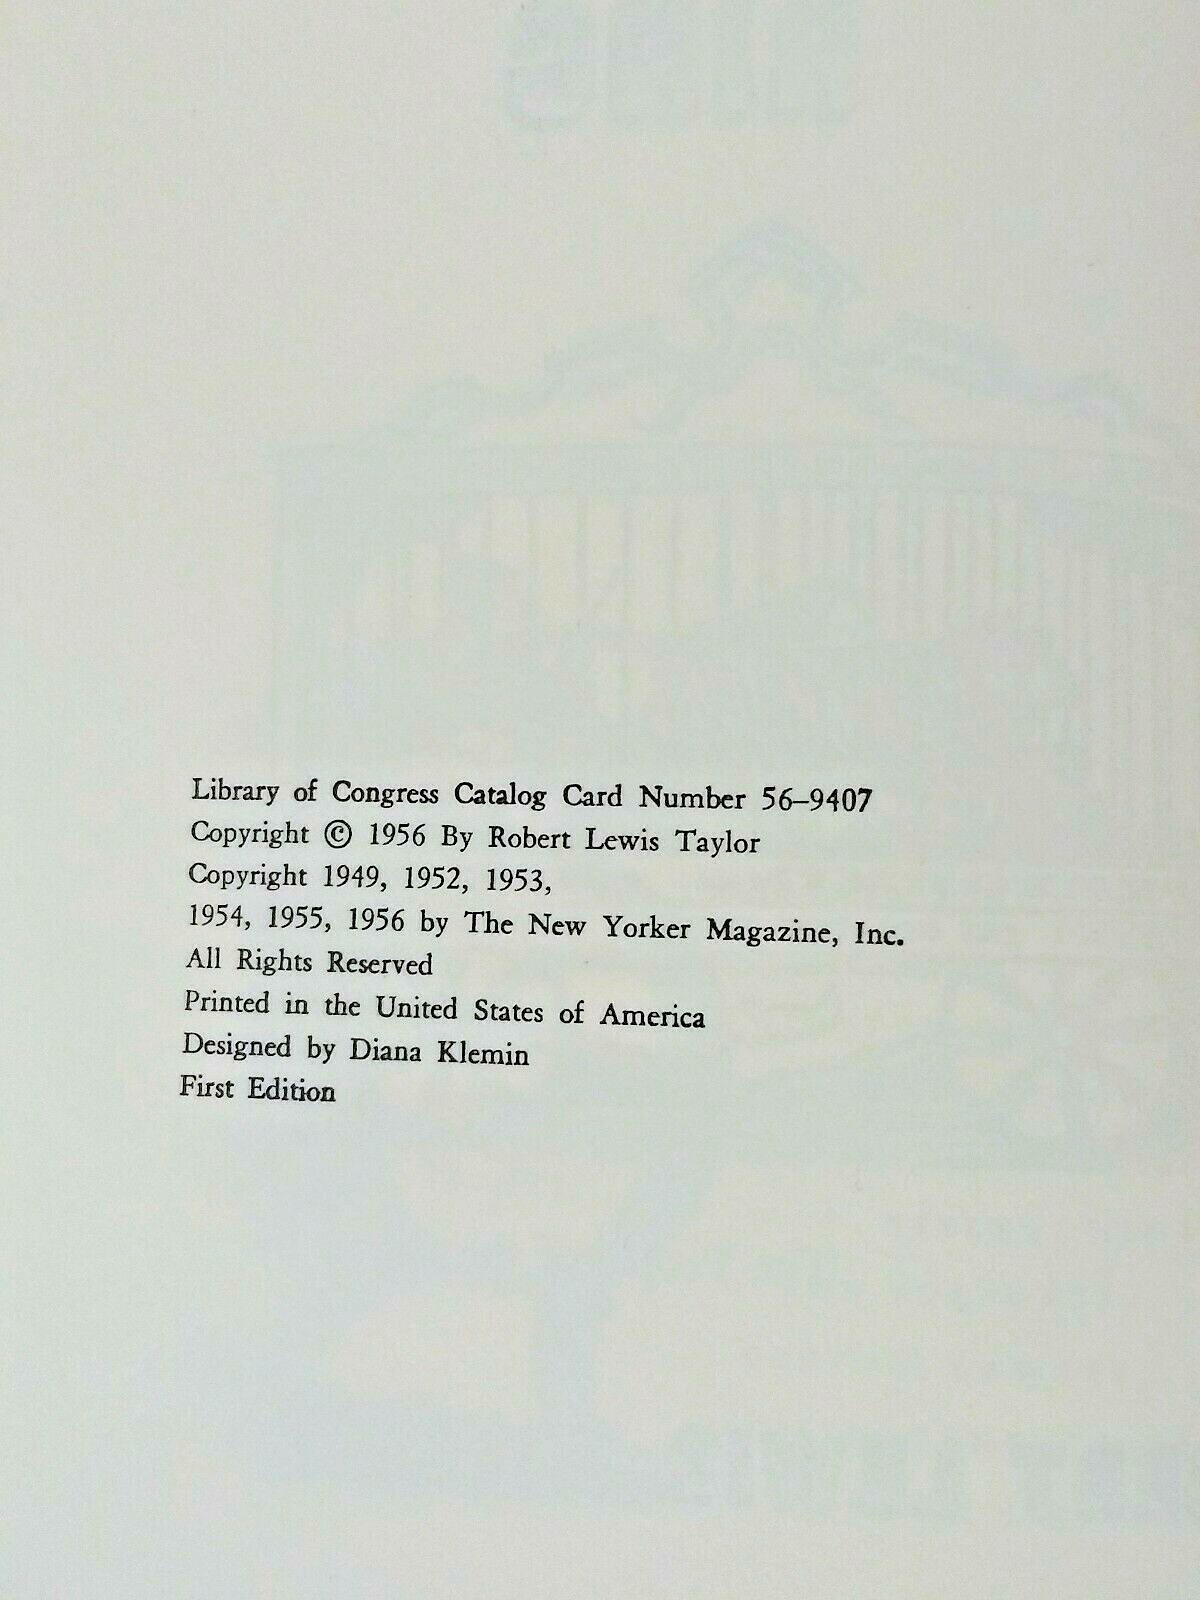 Library of Congress Catalog Card Number 56–9407
Copyright © 1956 By Robert Lewis Taylor
Copyright 1949, 1952, 1953,
1954, 1955, 1956 by The New Yorker Magazine, Inc.
All Rights Reserved
Printed in the United States of America
Designed by Diana Klemin
First Edition